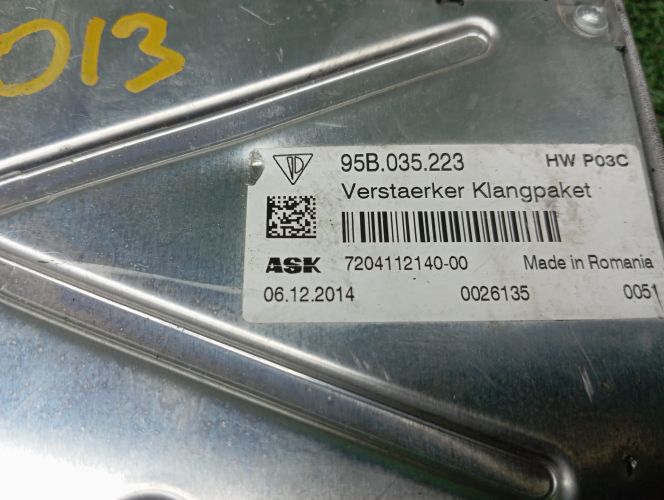 013
95B.035.223 HW P03C
Verstaerker Klangpaket
ASK 7204112140-00 Made in Romania
06.12.2014 0026135 0051